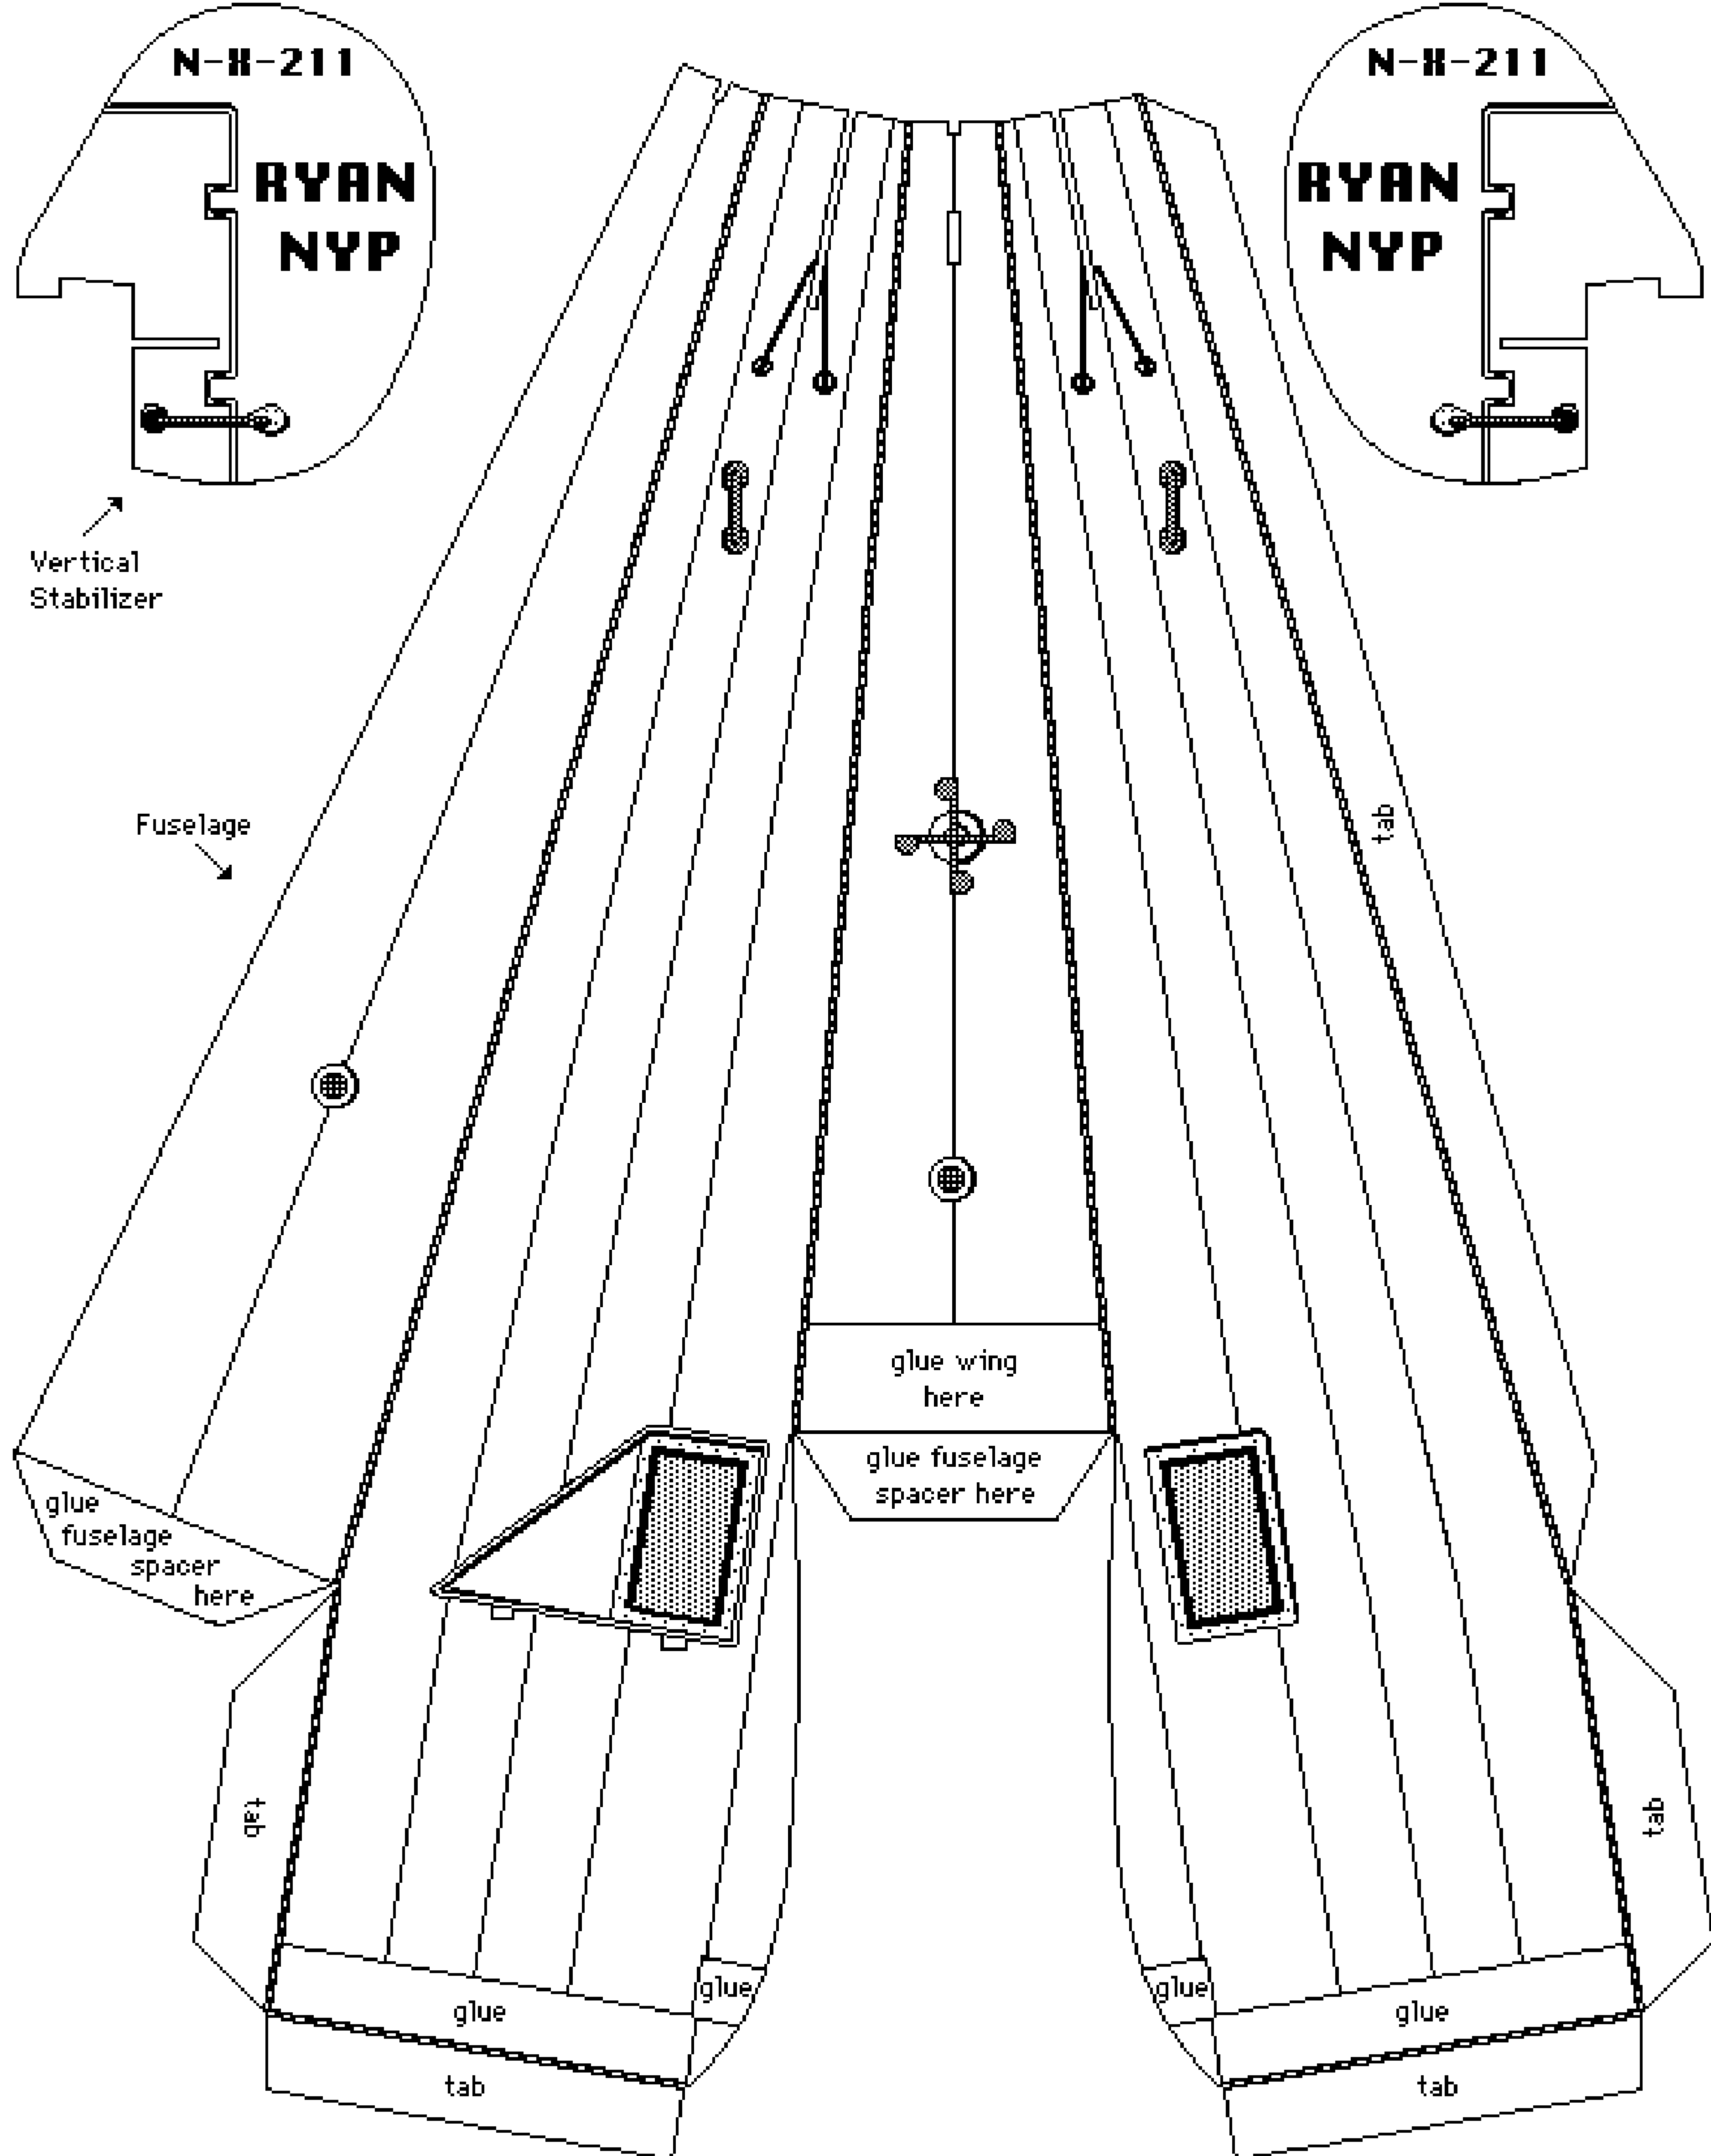 N-X-211
RYAN
NYP
N-X-211
RYAN
NYP
Vertical
Stabilizer
Fuselage
tab
glue wing
here
glue fuselage
spacer here
glue
fuselage
spacer
here
tab
tab
glue
glue
glue
glue
tab
tab